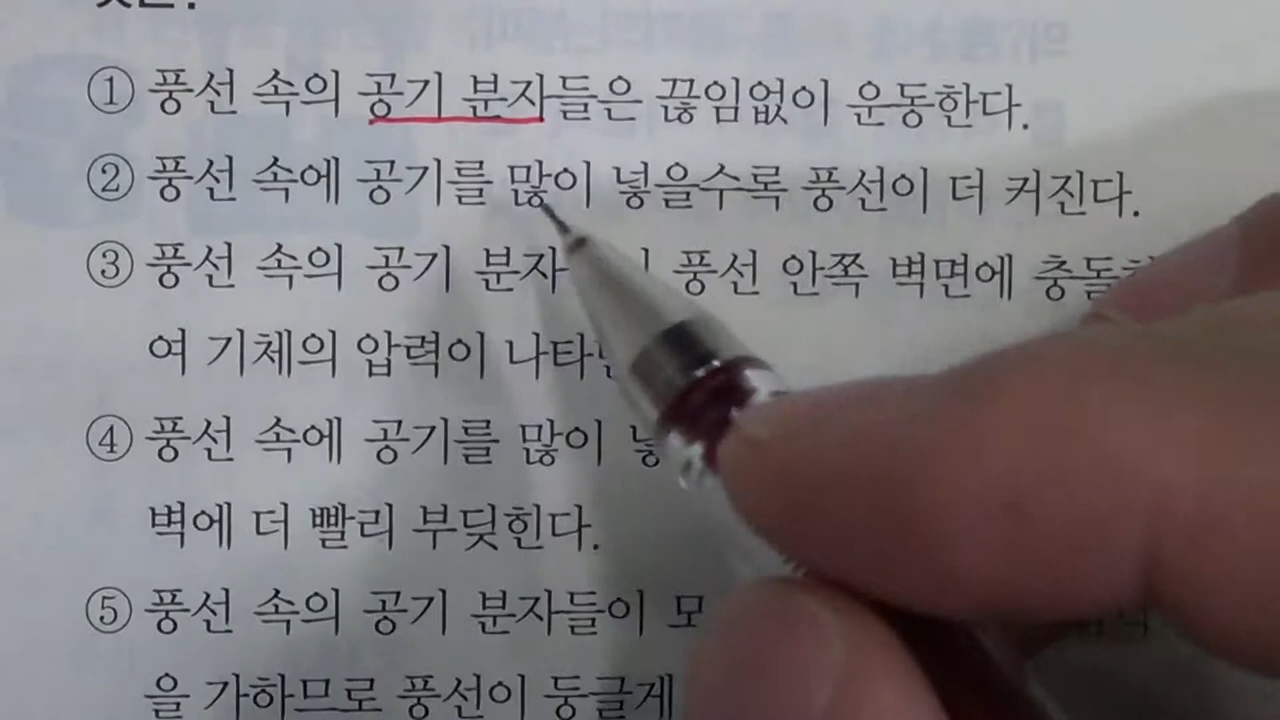 ① 풍선 속의 공기 분자들은 끊임없이 운동한다.
② 풍선 속에 공기를 많이 넣을수록 풍선이 더 커진다.
③ 풍선 속의 공기 분자 풍선 안쪽 벽면에
여 기체의 압력이
④ 풍선 속에 공기를 많이
벽에 더 빨리 부딪힌다.
⑤ 풍선 속의 공기 분자들이
을 가하므로 풍선이 둥글게